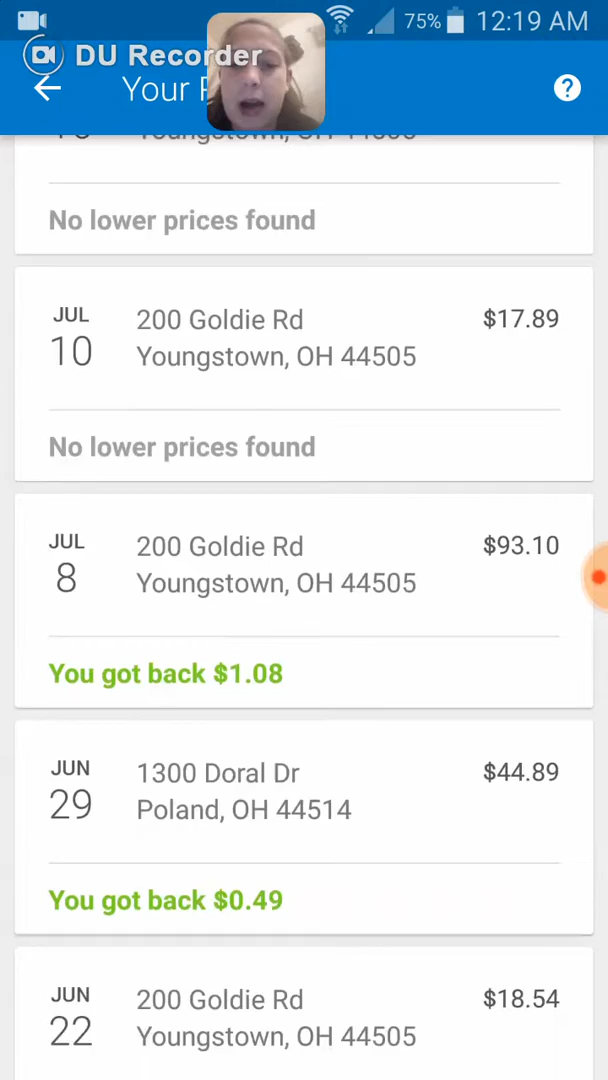 75% 12:19 AM
DU Recorder
Your
?
No lower prices found
JUL
10
200 Goldie Rd
Youngstown, OH 44505
$17.89
No lower prices found
JUL
8
200 Goldie Rd
Youngstown, OH 44505
$93.10
You got back $1.08
JUN
29
1300 Doral Dr
Poland, OH 44514
$44.89
You got back $0.49
JUN
22
200 Goldie Rd
Youngstown, OH 44505
$18.54